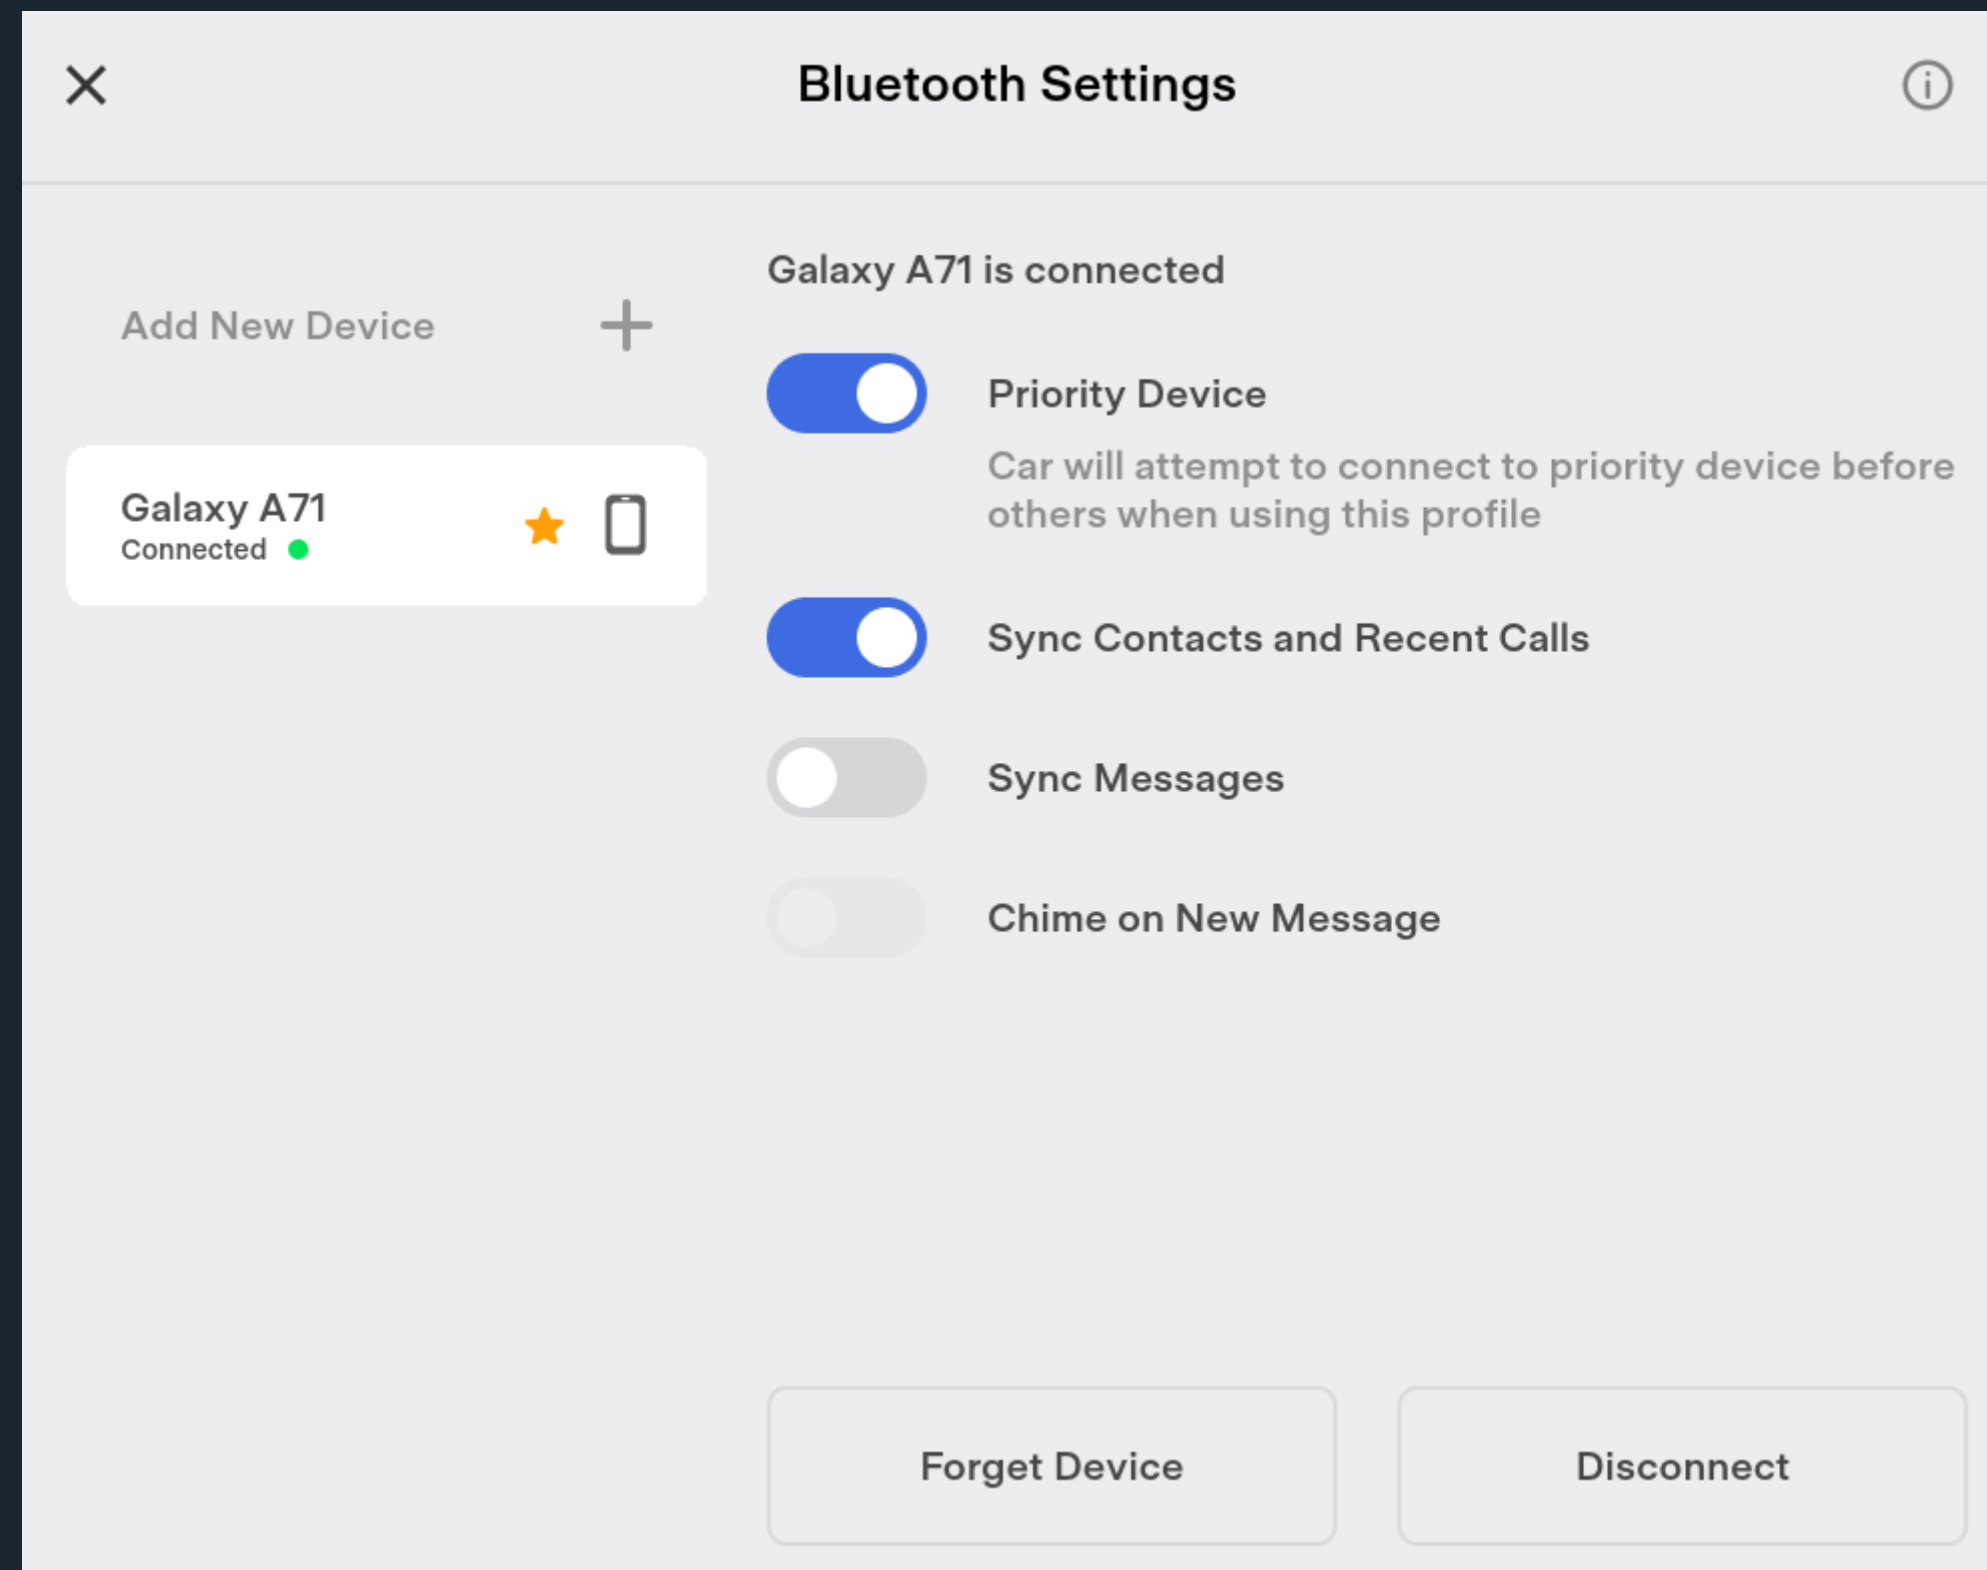 Bluetooth Settings
Add New Device
Galaxy A71
Connected
Galaxy A71 is connected
Priority Device
Car will attempt to connect to priority device before
others when using this profile
Sync Contacts and Recent Calls
Sync Messages
Chime on New Message
Forget Device
Disconnect